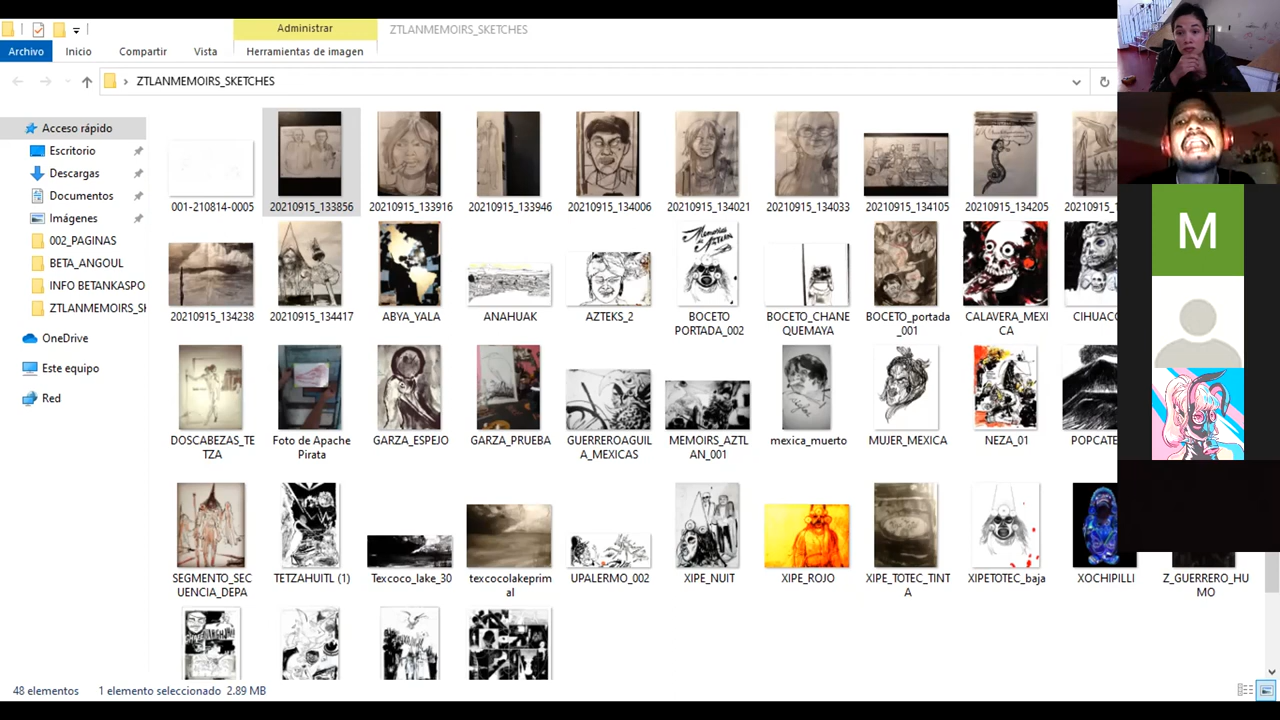 Administrar
ZTLANMEMOIRS_SKETCHES
Archivo
Inicio
Compartir
Vista
Herramientas de imagen
ZTLANMEMOIRS_SKETCHES
Acceso rápido
Escritorio
Descargas
Documentos
Imágenes
002_PAGINAS
BETA_ANGOUL
INFO BETANKASPO
ZTLANMEMOIRS_SK
OneDrive
Este equipo
Red
001-210814-0005
20210915_133856
20210915_133916
20210915_133946
20210915_134006
20210915_134021
20210915_134033
20210915_134105
20210915_134205
20210915_134238
20210915_134417
ABYA_YALA
ANAHUAK
AZTEKS_2
BOCETO
PORTADA_002
BOCETO_CHANE
QUEMAYA
BOCETO_portada
_001
CALAVERA_MEXI
CA
CIHUACO
DOSCABEZAS_TE
TZA
Foto de Apache
Pirata
GARZA_ESPEJO
GARZA_PRUEBA
GUERREROAGUIL
LA_MEXICAS
MEMOIRS_AZTL
AN_001
mexica_muerto
MUJER_MEXICA
NEZA_01
POPCATE
SEGMENTO_SEC
UENCIA_DEPA
TETZAHUITL (1)
Texcoco_lake_30
texcocolakeprim
al
UPALERMO_002
XIPE_NUIT
XIPE_ROJO
XIPE_TOTEC_TINT
A
XIPETOTEC_baja
XOCHIPILLI
Z_GUERRERO_HU
MO
48 elementos
1 elemento seleccionado 2.89 MB
M